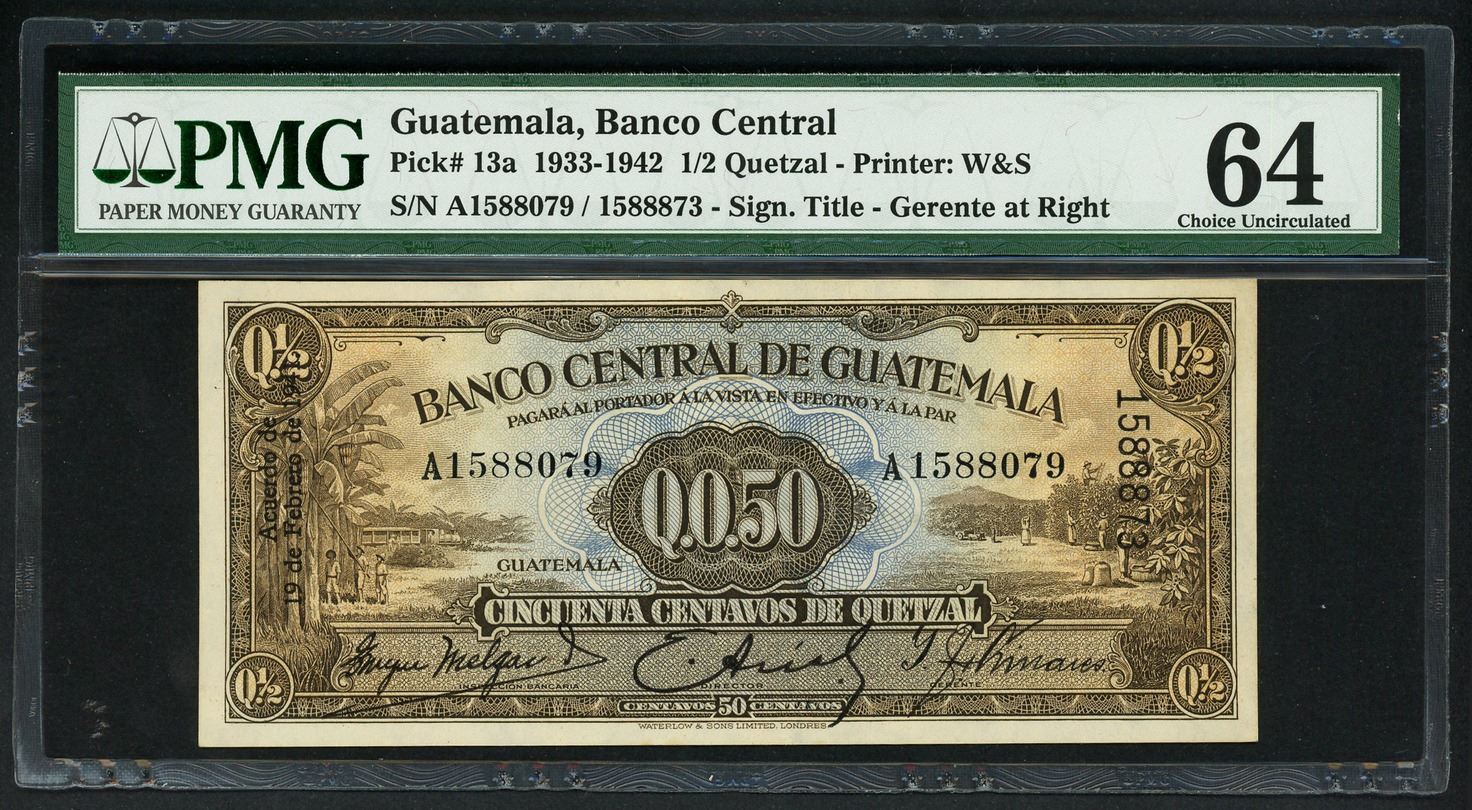 PMG
PAPER MONEY GUARANTY
Guatemala, Banco Central
Pick# 13a 1933-1942 1/2 Quetzal - Printer: W&S
S/N A1588079 / 1588873 - Sign. Title - Gerente at Right
64
Choice Uncirculated
Q½
Q½
BANCO CENTRAL DE GUATEMALA
PAGARÁ AL PORTADOR A LA VISTA EN EFECTIVO Y Á LA PAR
A1588079
A1588079
Acuerdo de
19 de Febrero de
1588873
Q.0.50
GUATEMALA
CINCUENTA CENTAVOS DE QUETZAL
DIRECTOR
GERENTE
Q½
Q½
CENTAVOS 50 CENTAVOS
WATERLOW & SONS LIMITED, LONDRES